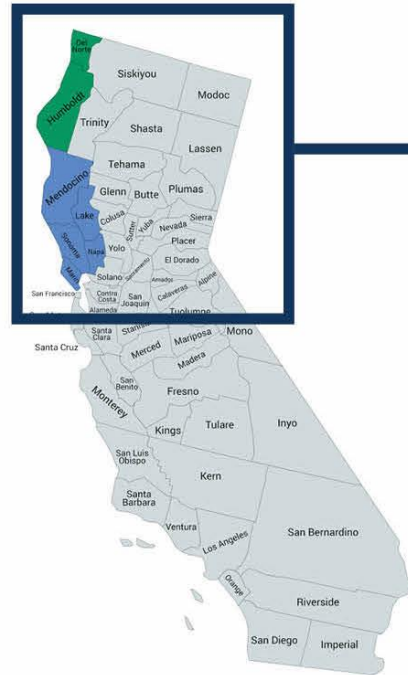 Del Norte
Siskiyou
Modoc
Humboldt
Trinity
Shasta
Lassen
Tehama
Mendocino
Glenn
Butte
Plumas
Lake
Colusa
Sutter
Yuba
Sierra
Nevada
Placer
Sonoma
Napa
Yolo
El Dorado
Marin
Solano
Sacramento
Amador
Alpine
San Francisco
Contra
Costa
San
Joaquin
Calaveras
Alameda
Tuolumne
Mono
Santa Cruz
Santa
Clara
Merced
Mariposa
Madera
San
Benito
Monterey
Fresno
Kings
Tulare
Inyo
San Luis
Obispo
Kern
Santa
Barbara
Ventura
Los Angeles
San Bernardino
Orange
Riverside
San Diego
Imperial